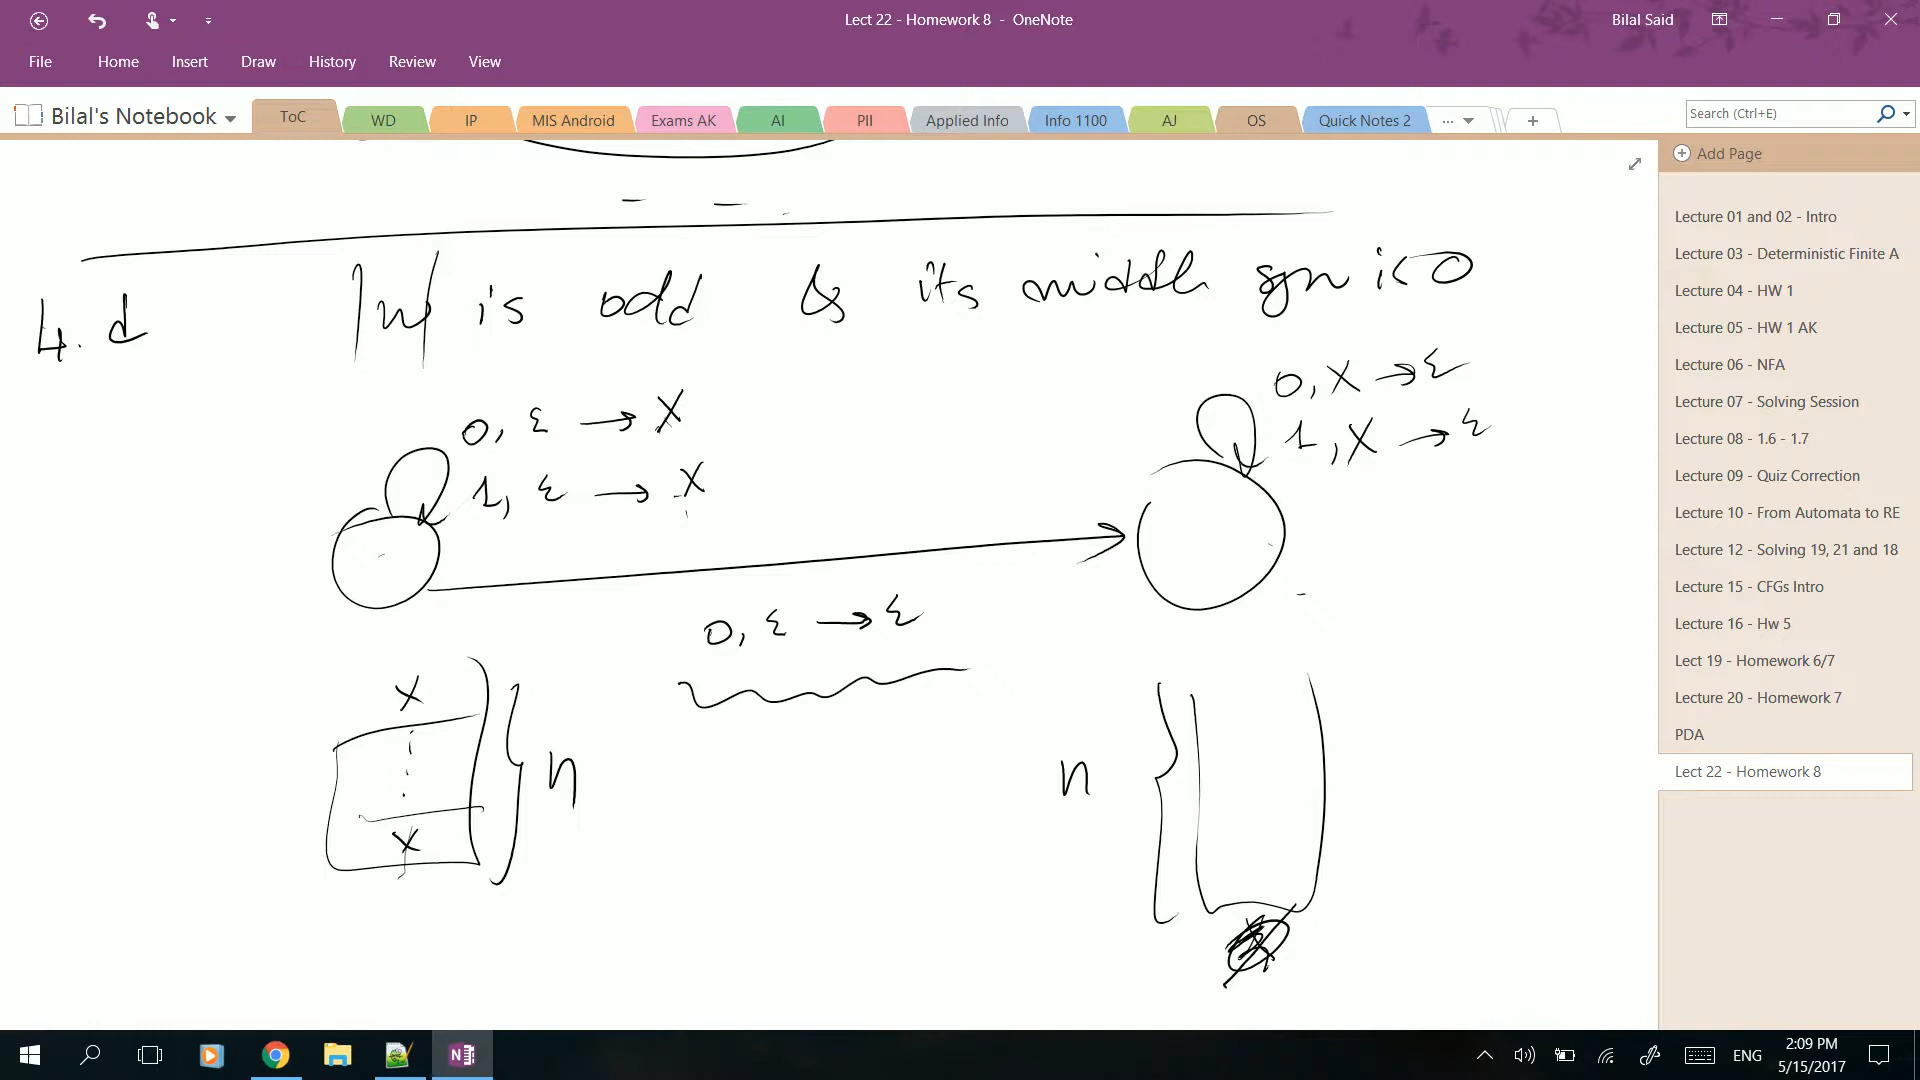 Lect 22 - Homework 8 - OneNote
Bilal Said
File Home Insert Draw History Review View
Bilal's Notebook
ToC WD IP MIS Android Exams AK AI PII Applied Info Info 1100 AJ OS Quick Notes 2 ... +
Search (Ctrl+E)
Add Page
Lecture 01 and 02 - Intro
Lecture 03 - Deterministic Finite A
Lecture 04 - HW 1
Lecture 05 - HW 1 AK
Lecture 06 - NFA
Lecture 07 - Solving Session
Lecture 08 - 1.6 - 1.7
Lecture 09 - Quiz Correction
Lecture 10 - From Automata to RE
Lecture 12 - Solving 19, 21 and 18
Lecture 15 - CFGs Intro
Lecture 16 - Hw 5
Lect 19 - Homework 6/7
Lecture 20 - Homework 7
PDA
Lect 22 - Homework 8
4.d |w| is odd & its middle sym is 0
0, ε → X
1, ε → X
0, X → ε
1, X → ε
0, ε → ε
X
X
n
n
N
ENG
2:09 PM
5/15/2017